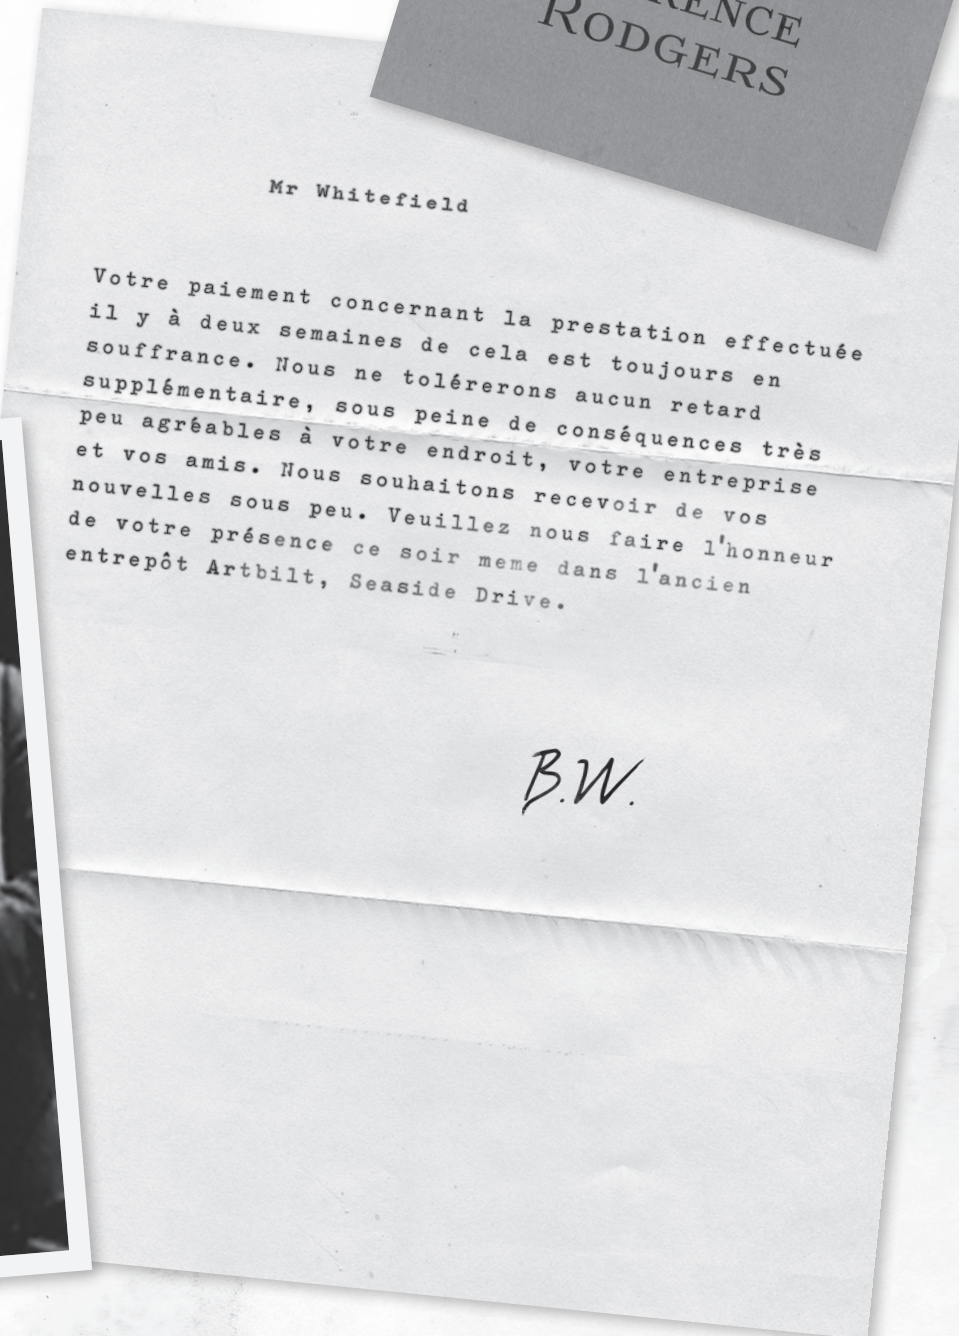 RODGERS
Mr Whitefield
Votre paiement concernant la prestation effectuée
il y à deux semaines de cela est toujours en
souffrance. Nous ne tolérerons aucun retard
supplémentaire, sous peine de conséquences très
peu agréables à votre endroit, votre entreprise
et vos amis. Nous souhaitons recevoir de vos
nouvelles sous peu. Veuillez nous faire l'honneur
de votre présence ce soir meme dans l'ancien
entrepôt Artbilt, Seaside Drive.
B.W.